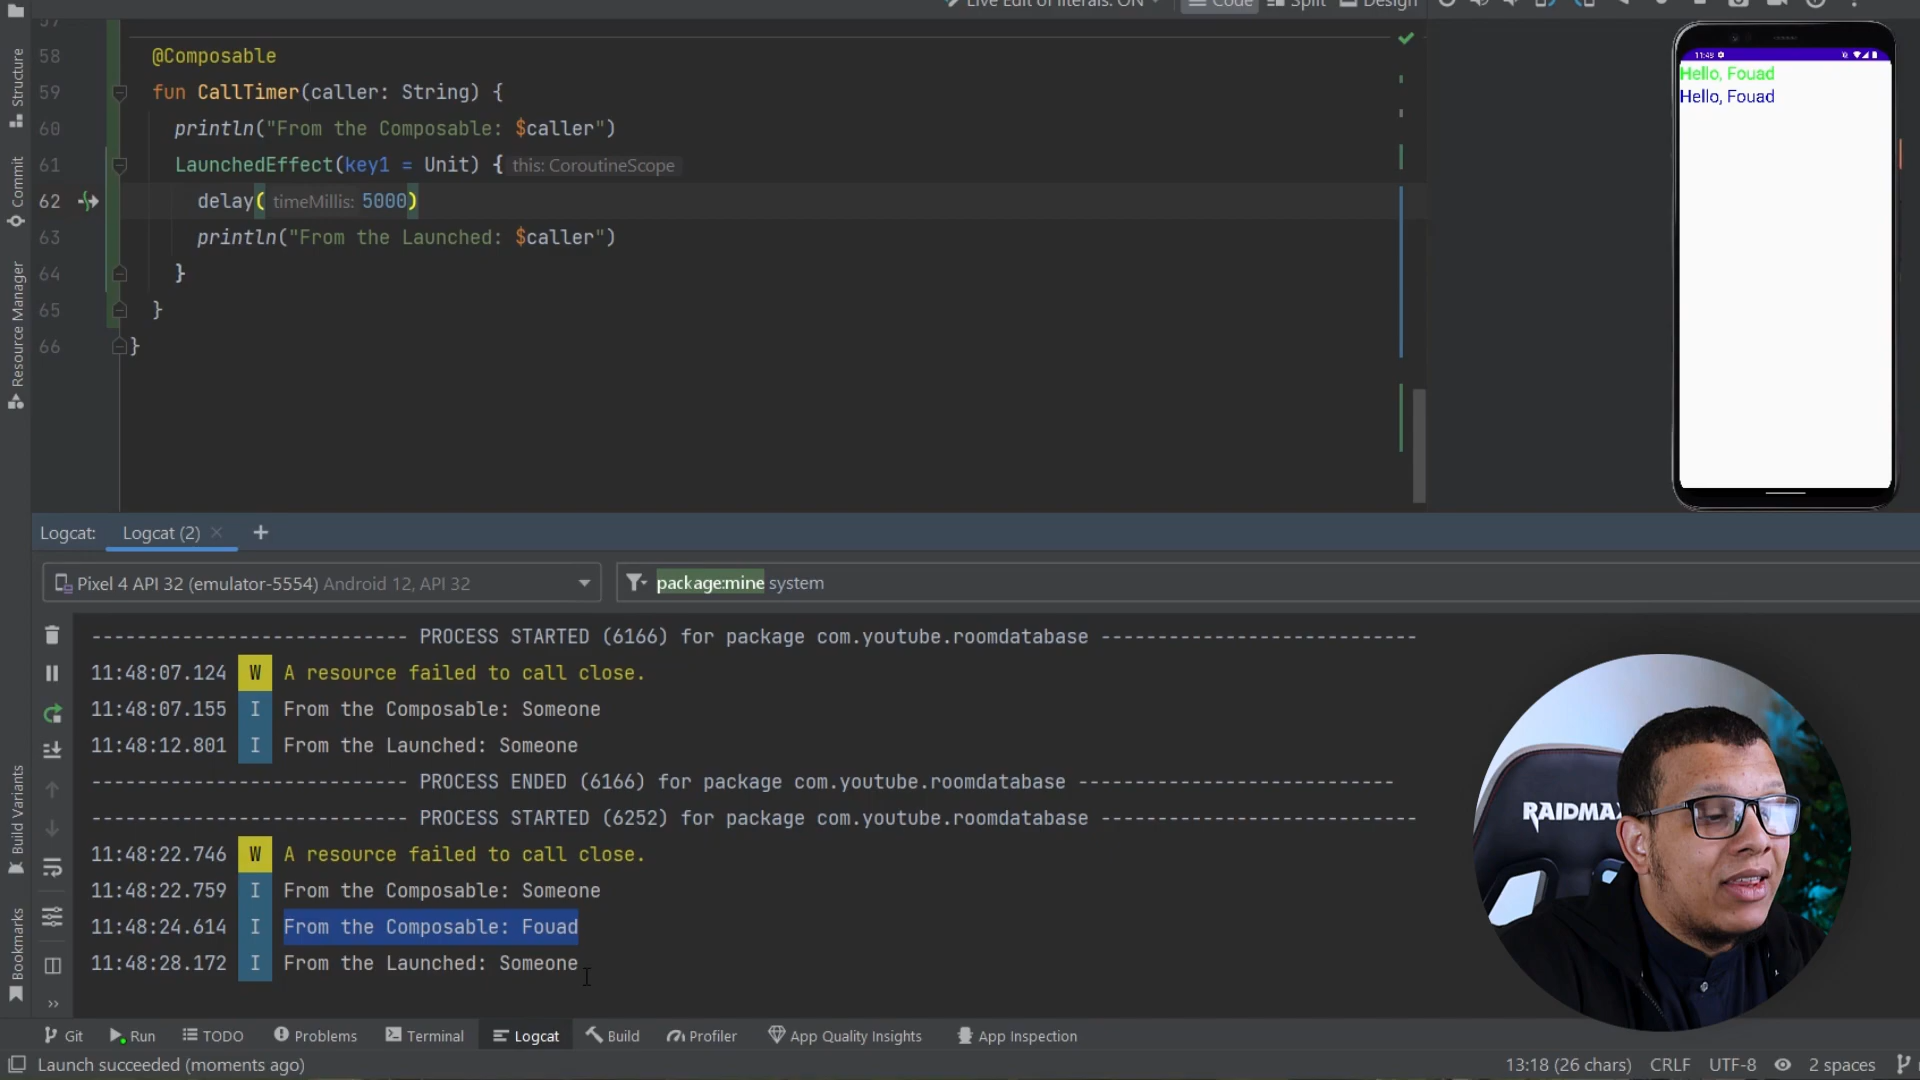 Live Edit of literals: ON
Code
Split
Design
57
58 @Composable
59 fun CallTimer(caller: String) {
60 println("From the Composable: $caller")
61 LaunchedEffect(key1 = Unit) { this: CoroutineScope
62 delay( timeMillis: 5000)
63 println("From the Launched: $caller")
64 }
65 }
66 }
Structure
Commit
Resource Manager
Build Variants
Bookmarks
11:48
Hello, Fouad
Hello, Fouad
Logcat: Logcat (2) × +
Pixel 4 API 32 (emulator-5554) Android 12, API 32
package:mine system
---------------------------- PROCESS STARTED (6166) for package com.youtube.roomdatabase ----------------------------
11:48:07.124 W A resource failed to call close.
11:48:07.155 I From the Composable: Someone
11:48:12.801 I From the Launched: Someone
---------------------------- PROCESS ENDED (6166) for package com.youtube.roomdatabase ----------------------------
---------------------------- PROCESS STARTED (6252) for package com.youtube.roomdatabase ----------------------------
11:48:22.746 W A resource failed to call close.
11:48:22.759 I From the Composable: Someone
11:48:24.614 I From the Composable: Fouad
11:48:28.172 I From the Launched: Someone
RAIDMAX
Git Run TODO Problems Terminal Logcat Build Profiler App Quality Insights App Inspection
Launch succeeded (moments ago)
13:18 (26 chars) CRLF UTF-8 2 spaces